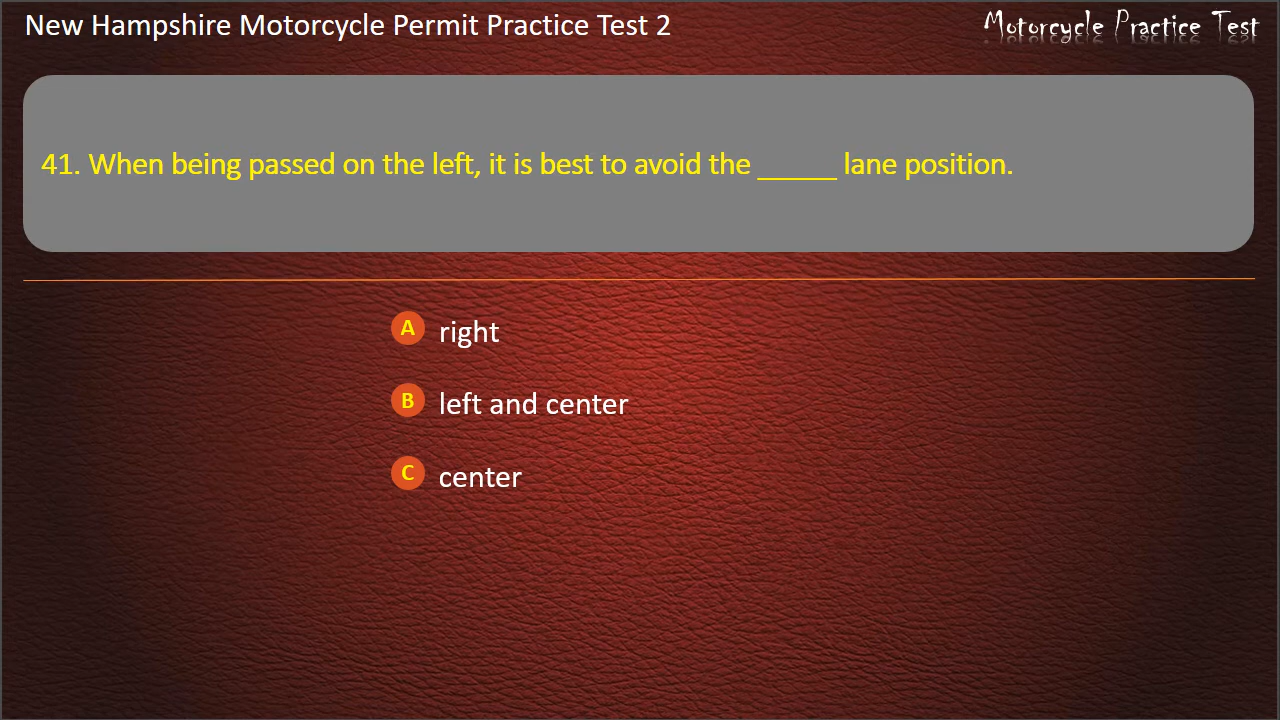 New Hampshire Motorcycle Permit Practice Test 2
Motorcycle Practice Test
41. When being passed on the left, it is best to avoid the _____ lane position.
A right
B left and center
C center